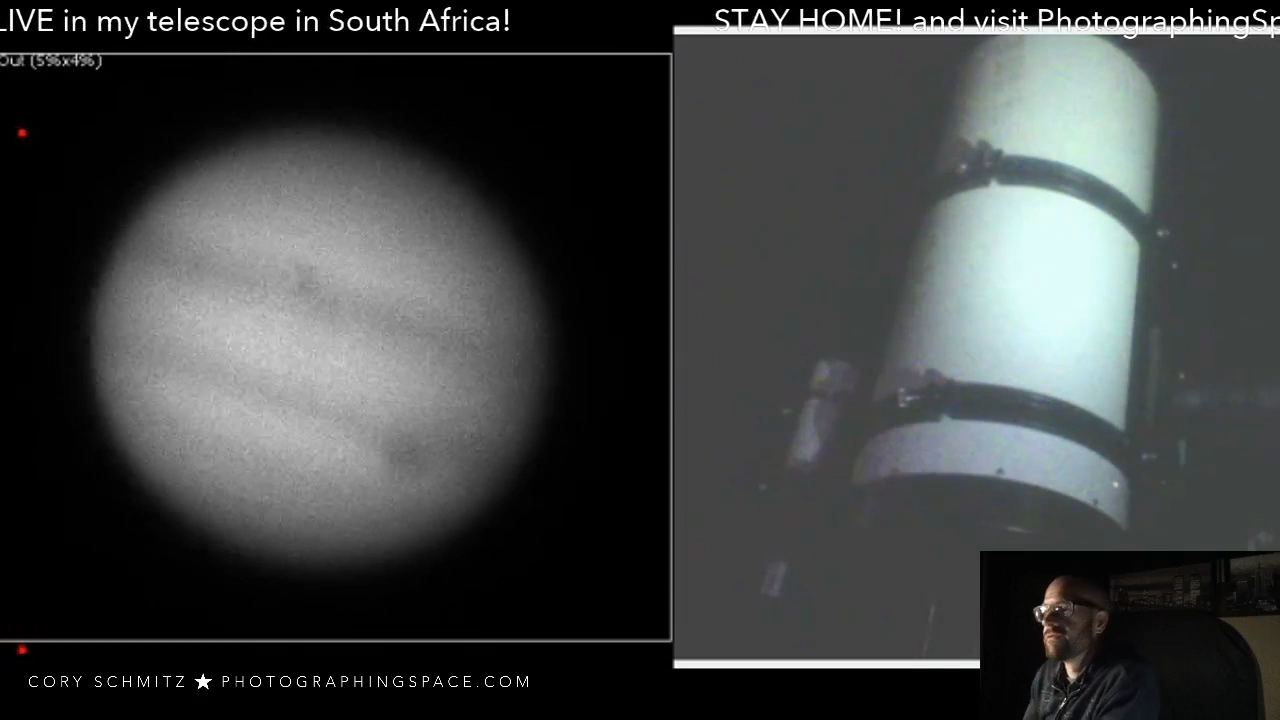 LIVE in my telescope in South Africa!
STAY HOME! and visit PhotographingSp
Out (5%x4%)
CORY SCHMITZ ★ PHOTOGRAPHINGSPACE.COM